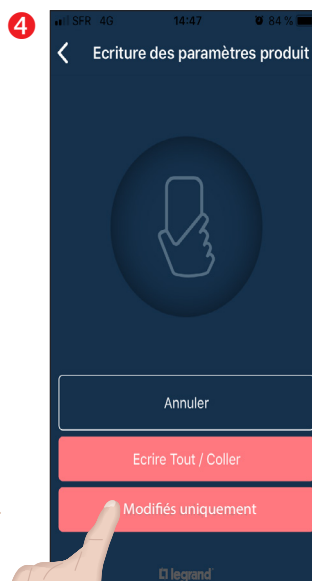 4
SFR 4G 14:47 84 %
Ecriture des paramètres produit
Annuler
Ecrire Tout / Coller
Modifiés uniquement
legrand